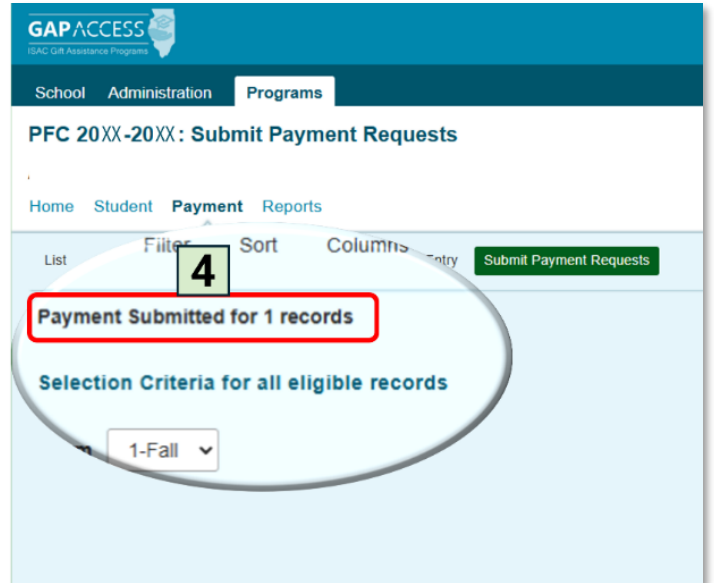 GAP ACCESS
ISAC Gift Assistance Programs
School Administration Programs
PFC 20XX-20XX: Submit Payment Requests
Home Student Payment Reports
List Filter Sort Columns Entry Submit Payment Requests
4
Payment Submitted for 1 records
Selection Criteria for all eligible records
1-Fall